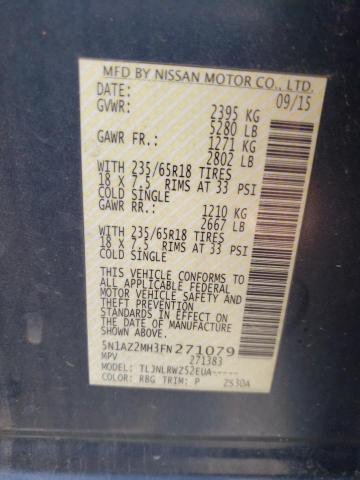 MFD BY NISSAN MOTOR CO., LTD.
DATE: 09/15
GVWR: 2395 KG
5280 LB
GAWR FR.: 1271 KG
2802 LB
WITH 235/65R18 TIRES
18 X 7.5 RIMS AT 33 PSI
COLD SINGLE
GAWR RR.: 1210 KG
2667 LB
WITH 235/65R18 TIRES
18 X 7.5 RIMS AT 33 PSI
COLD SINGLE
THIS VEHICLE CONFORMS TO
ALL APPLICABLE FEDERAL
MOTOR VEHICLE SAFETY AND
THEFT PREVENTION
STANDARDS IN EFFECT ON
THE DATE OF MANUFACTURE
SHOWN ABOVE.
5N1AZ2MH3FN271079
MPV 271383
MODEL: TLJNLRWZ52EUA-----
COLOR: RBG TRIM: P ZS30A